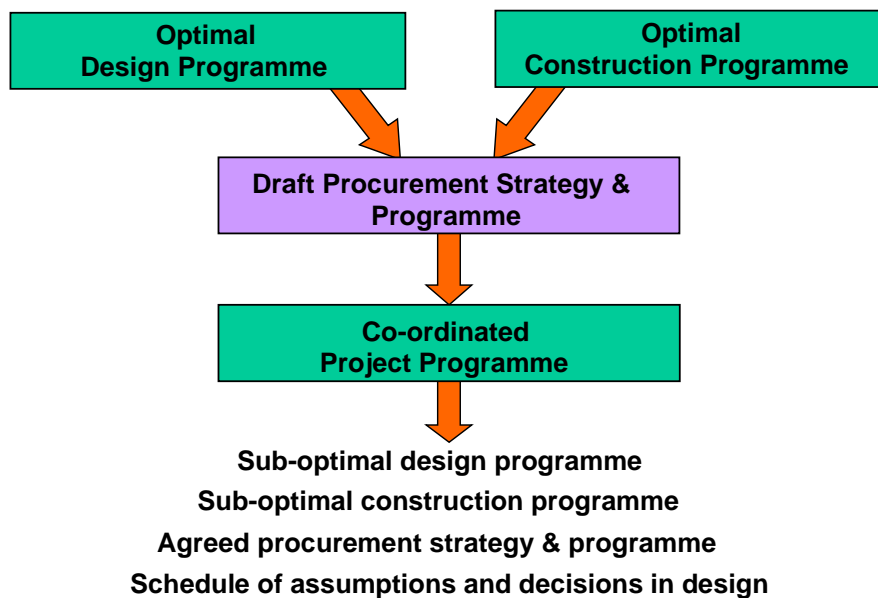 Optimal
Design Programme
Optimal
Construction Programme
Draft Procurement Strategy &
Programme
Co-ordinated
Project Programme
Sub-optimal design programme
Sub-optimal construction programme
Agreed procurement strategy & programme
Schedule of assumptions and decisions in design